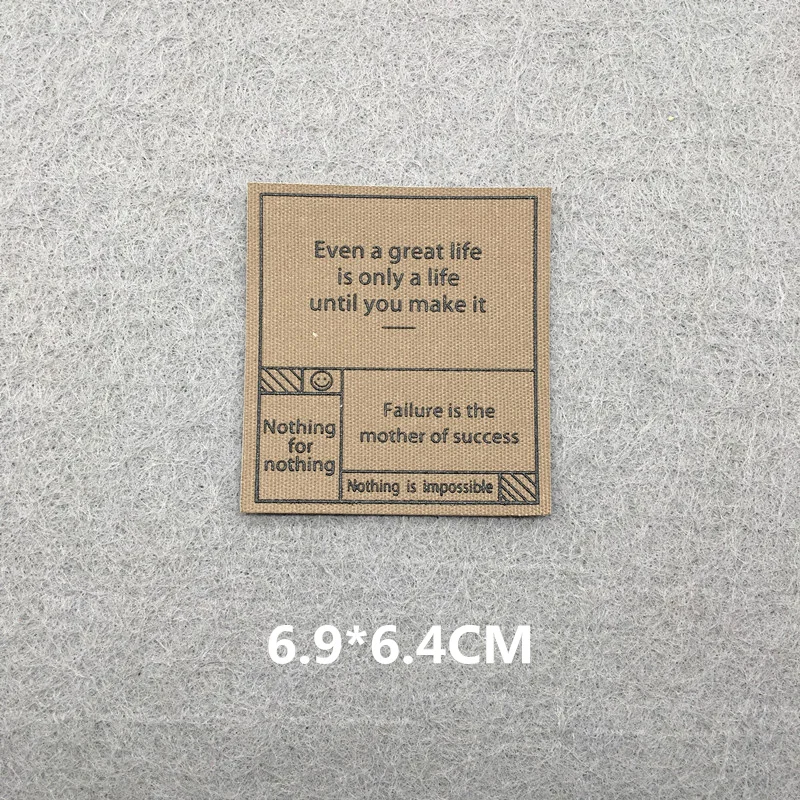 Even a great life
is only a life
until you make it
Nothing
for
nothing
Failure is the
mother of success
Nothing is impossible
6.9*6.4CM